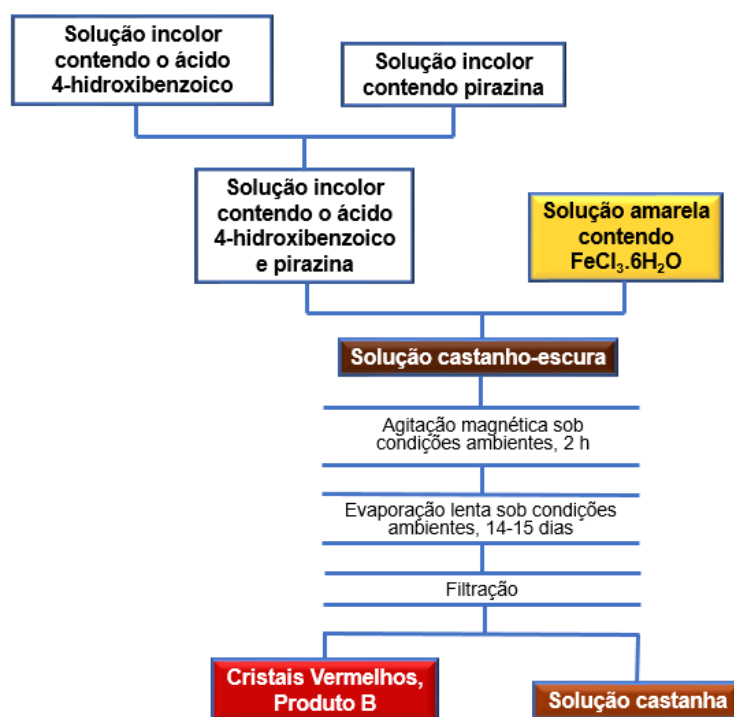 Solução incolor
contendo o ácido
4-hidroxibenzoico
Solução incolor
contendo pirazina
Solução incolor
contendo o ácido
4-hidroxibenzoico
e pirazina
Solução amarela
contendo
FeCl₃.6H₂O
Solução castanho-escura
Agitação magnética sob
condições ambientes, 2 h
Evaporação lenta sob condições
ambientes, 14-15 dias
Filtração
Cristais Vermelhos,
Produto B
Solução castanha